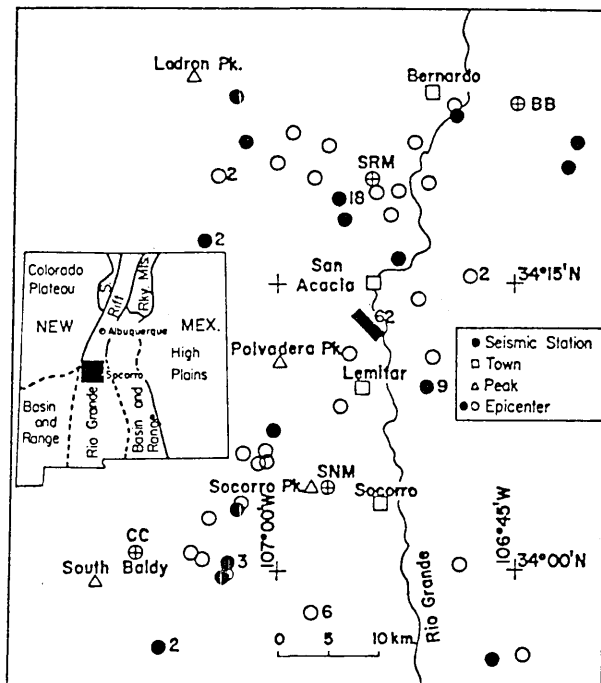 Ladron Pk.
Bernardo
BB
SRM
2
18
2
San
Acacia
2
34°15'N
62
Colorado
Plateau
S.
Rift
Rky. Mts.
NEW
MEX.
Albuquerque
High
Plains
Socorro
Basin
and
Range
Rio Grande
Basin and
Range
Polvadera Pk.
Lemitar
9
Seismic Station
Town
Peak
Epicenter
Socorro Pk.
SNM
Socorro
107°00'W
106°45'W
CC
South Baldy
3
34°00'N
6
2
0 5 10 km.
Rio Grande